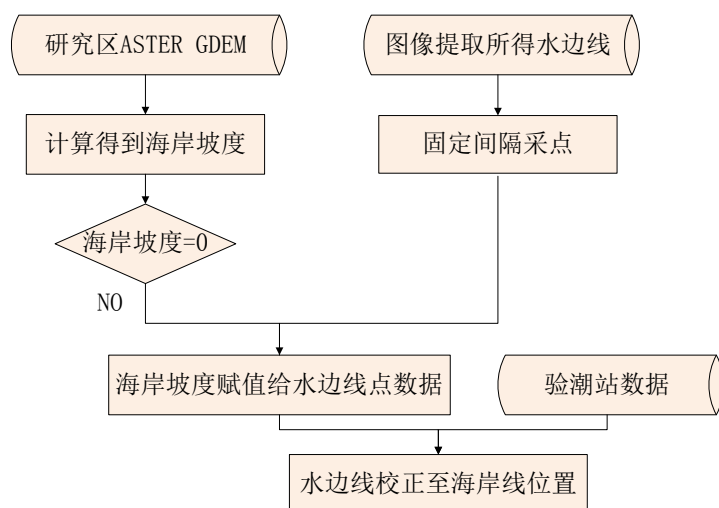 研究区ASTER GDEM
图像提取所得水边线
计算得到海岸坡度
固定间隔采点
海岸坡度=0
NO
海岸坡度赋值给水边线点数据
验潮站数据
水边线校正至海岸线位置